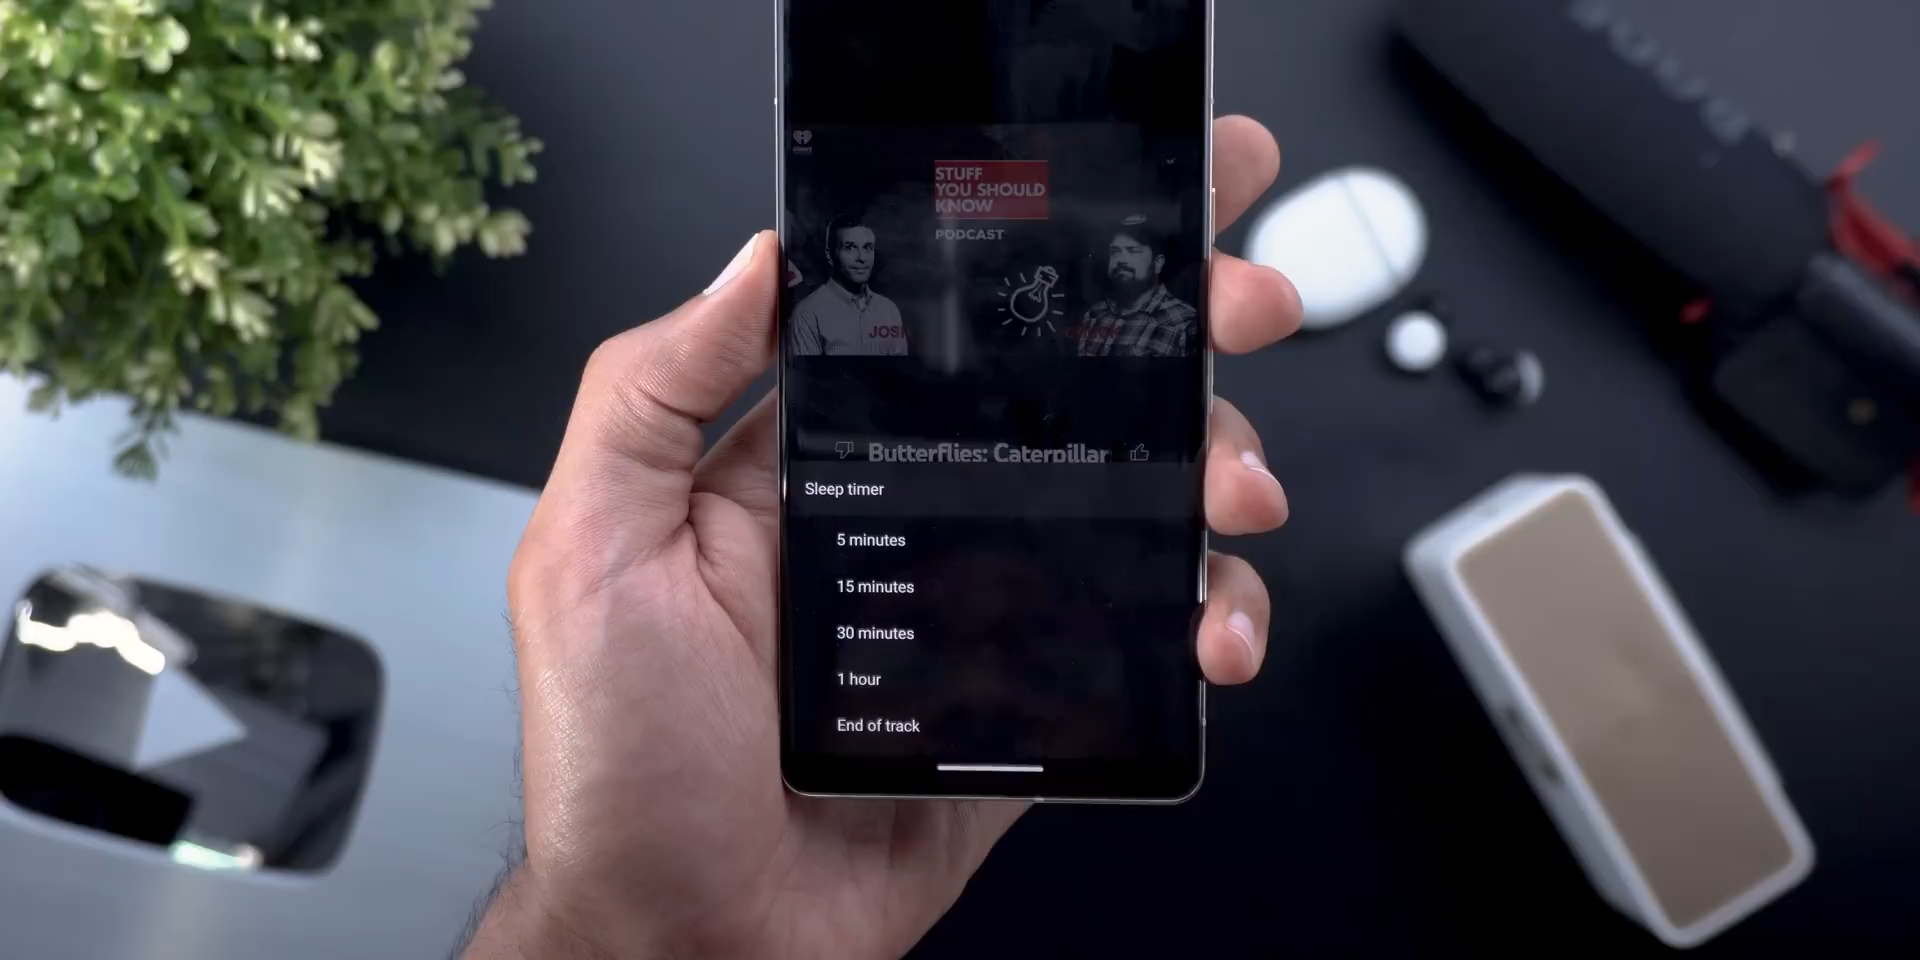 STUFF
YOU SHOULD
KNOW
PODCAST
JOSH
Butterflies: Caterpillar
Sleep timer
5 minutes
15 minutes
30 minutes
1 hour
End of track